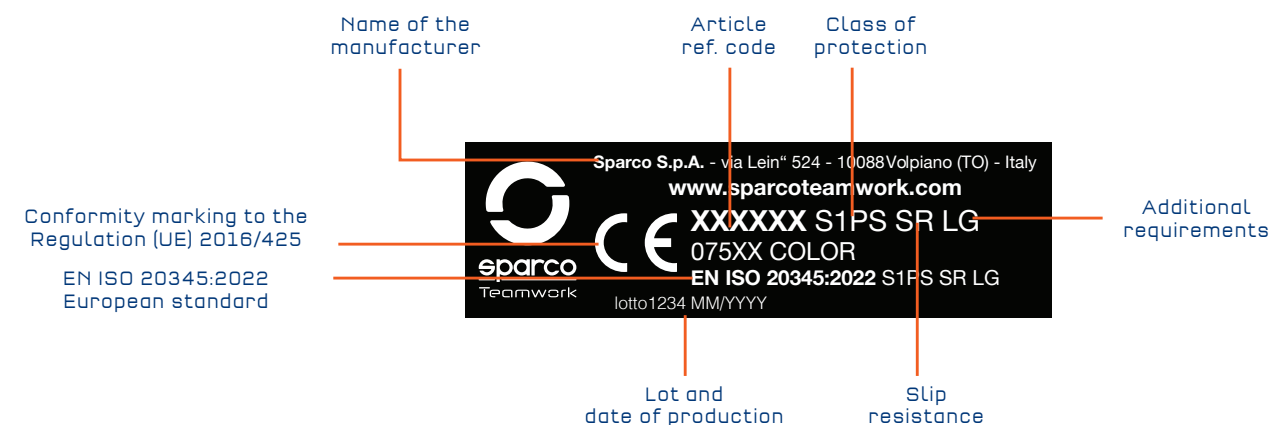 Name of the
manufacturer
Article
ref. code
Class of
protection
Sparco S.p.A. - via Lein“ 524 - 10088Volpiano (TO) - Italy
www.sparcoteamwork.com
XXXXXX S1PS SR LG
075XX COLOR
EN ISO 20345:2022 S1PS SR LG
lotto1234 MM/YYYY
CE
sparco
Teamwork
Conformity marking to the
Regulation (UE) 2016/425
EN ISO 20345:2022
European standard
Additional
requirements
Lot and
date of production
Slip
resistance